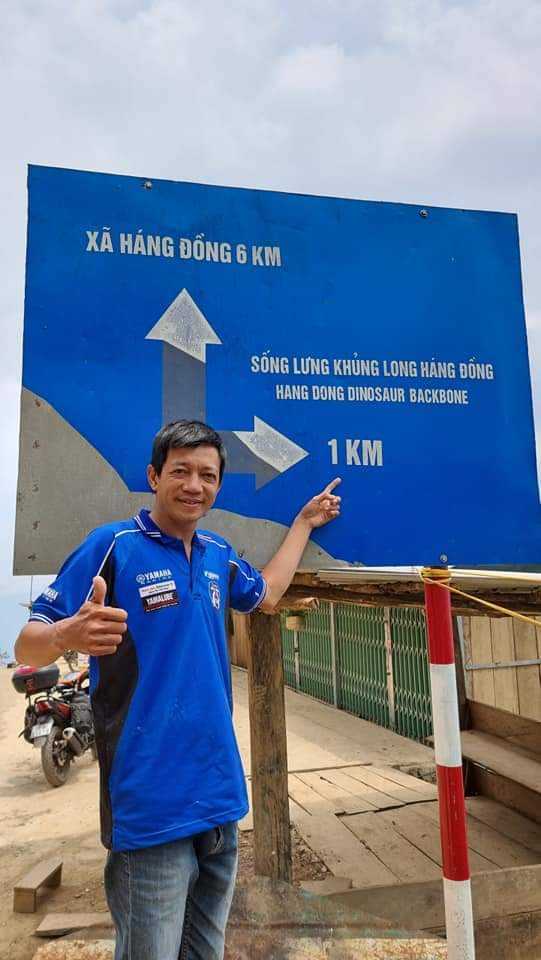 XÃ HÁNG ĐỒNG 6 KM
SỐNG LƯNG KHỦNG LONG HÁNG ĐỒNG
HANG DONG DINOSAUR BACKBONE
1 KM
YAMAHA
YAMALUBE